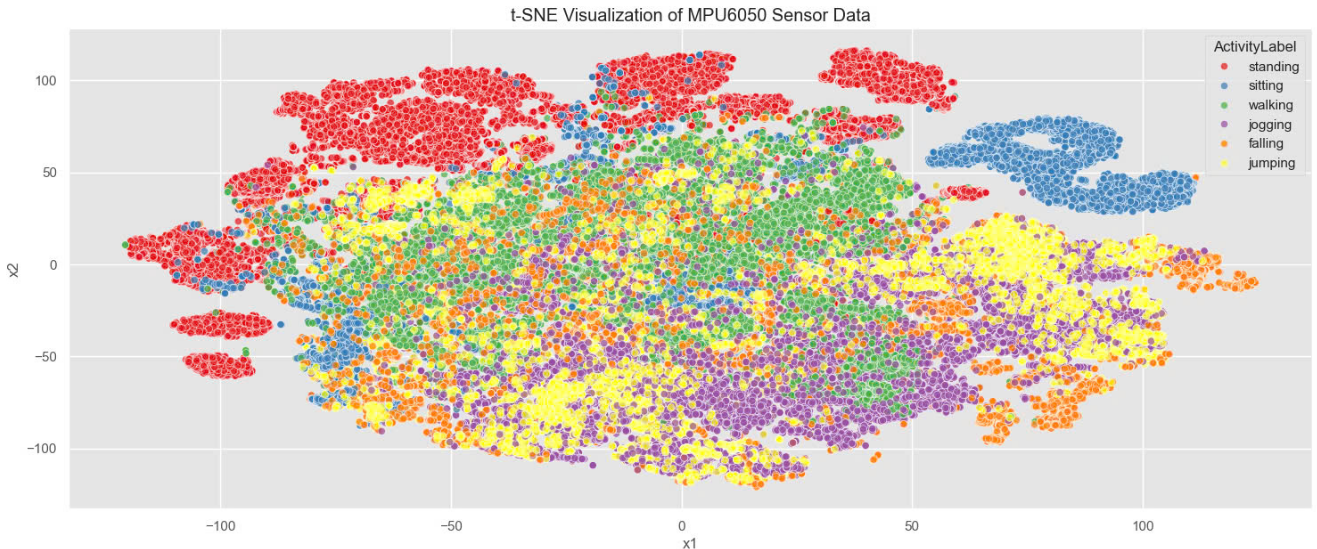 t-SNE Visualization of MPU6050 Sensor Data
ActivityLabel
standing
sitting
walking
jogging
falling
jumping
x2
100
50
0
−50
−100
−100
−50
0
50
100
x1